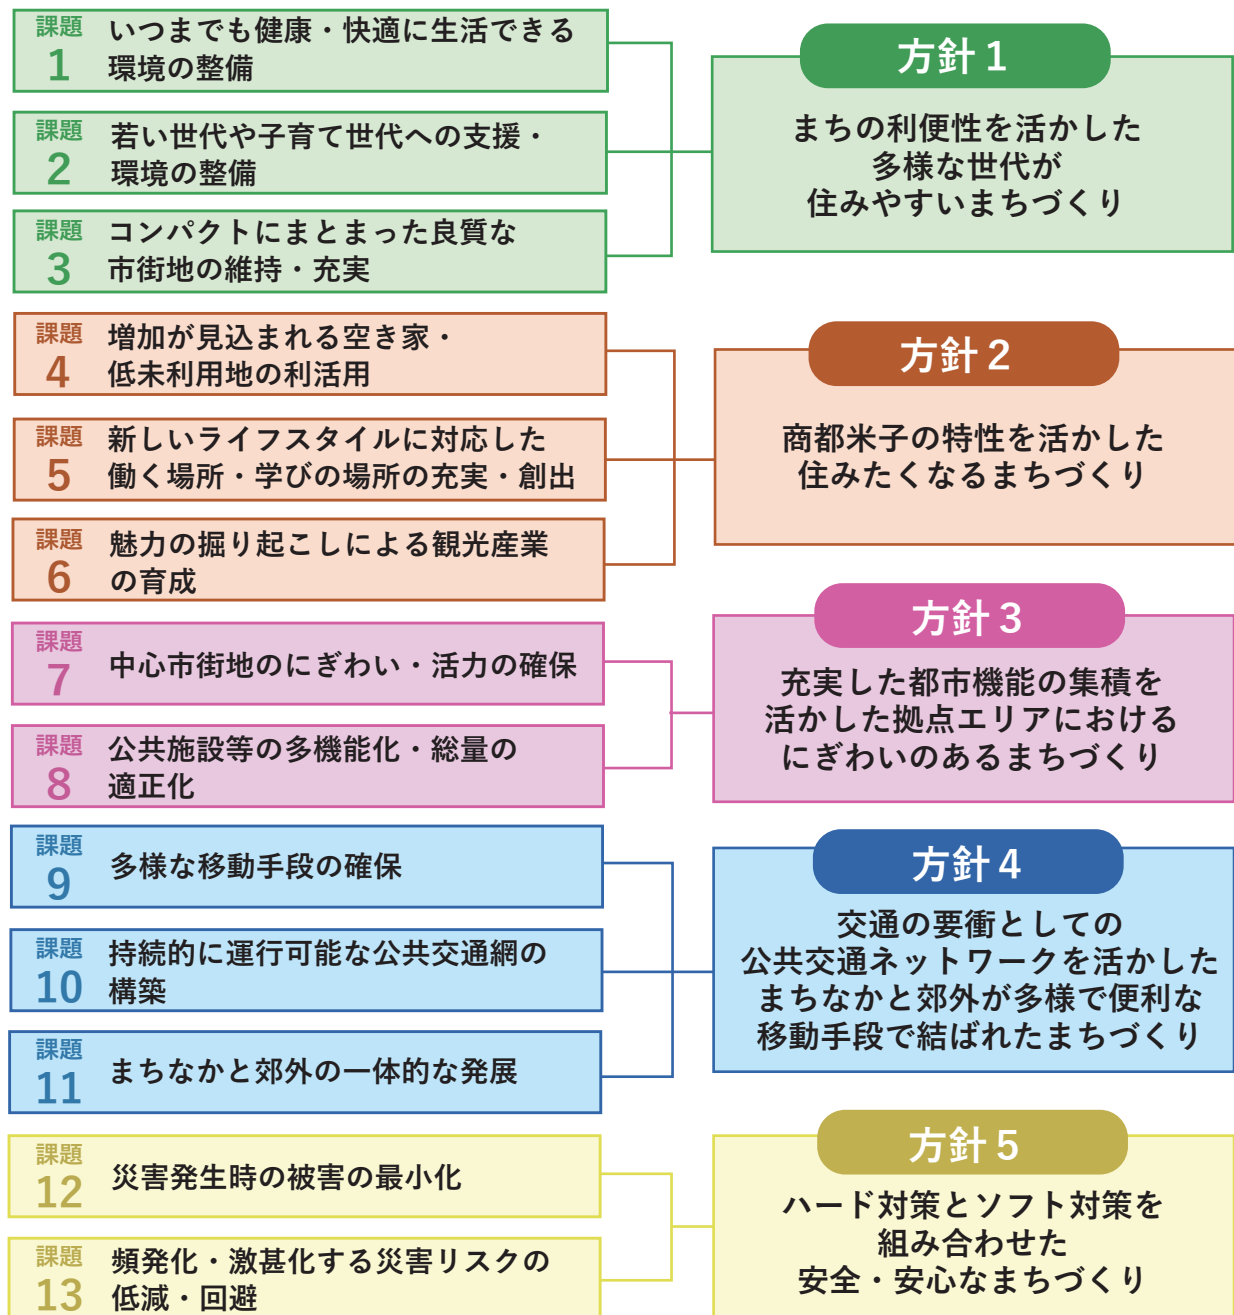 課題
1
いつまでも健康・快適に生活できる
環境の整備
課題
2
若い世代や子育て世代への支援・
環境の整備
課題
3
コンパクトにまとまった良質な
市街地の維持・充実
方針1
まちの利便性を活かした
多様な世代が
住みやすいまちづくり
課題
4
増加が見込まれる空き家・
低未利用地の利活用
課題
5
新しいライフスタイルに対応した
働く場所・学びの場所の充実・創出
課題
6
魅力の掘り起こしによる観光産業
の育成
方針2
商都米子の特性を活かした
住みたくなるまちづくり
課題
7
中心市街地のにぎわい・活力の確保
課題
8
公共施設等の多機能化・総量の
適正化
方針3
充実した都市機能の集積を
活かした拠点エリアにおける
にぎわいのあるまちづくり
課題
9
多様な移動手段の確保
課題
10
持続的に運行可能な公共交通網の
構築
課題
11
まちなかと郊外の一体的な発展
方針4
交通の要衝としての
公共交通ネットワークを活かした
まちなかと郊外が多様で便利な
移動手段で結ばれたまちづくり
課題
12
災害発生時の被害の最小化
課題
13
頻発化・激甚化する災害リスクの
低減・回避
方針5
ハード対策とソフト対策を
組み合わせた
安全・安心なまちづくり